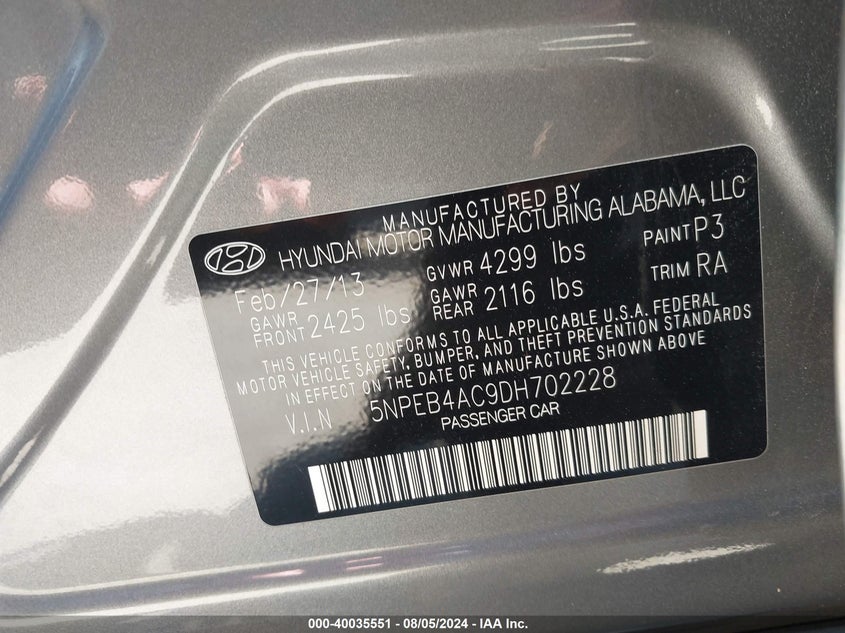 MANUFACTURED BY
HYUNDAI MOTOR MANUFACTURING ALABAMA, LLC
Feb/27/13 GVWR 4299 lbs PAINT P3
GAWR FRONT 2425 lbs GAWR REAR 2116 lbs TRIM RA
THIS VEHICLE CONFORMS TO ALL APPLICABLE U.S.A. FEDERAL
MOTOR VEHICLE SAFETY, BUMPER, AND THEFT PREVENTION STANDARDS
IN EFFECT ON THE DATE OF MANUFACTURE SHOWN ABOVE
V.I.N 5NPEB4AC9DH702228
PASSENGER CAR
000-40035551 - 08/05/2024 - IAA Inc.